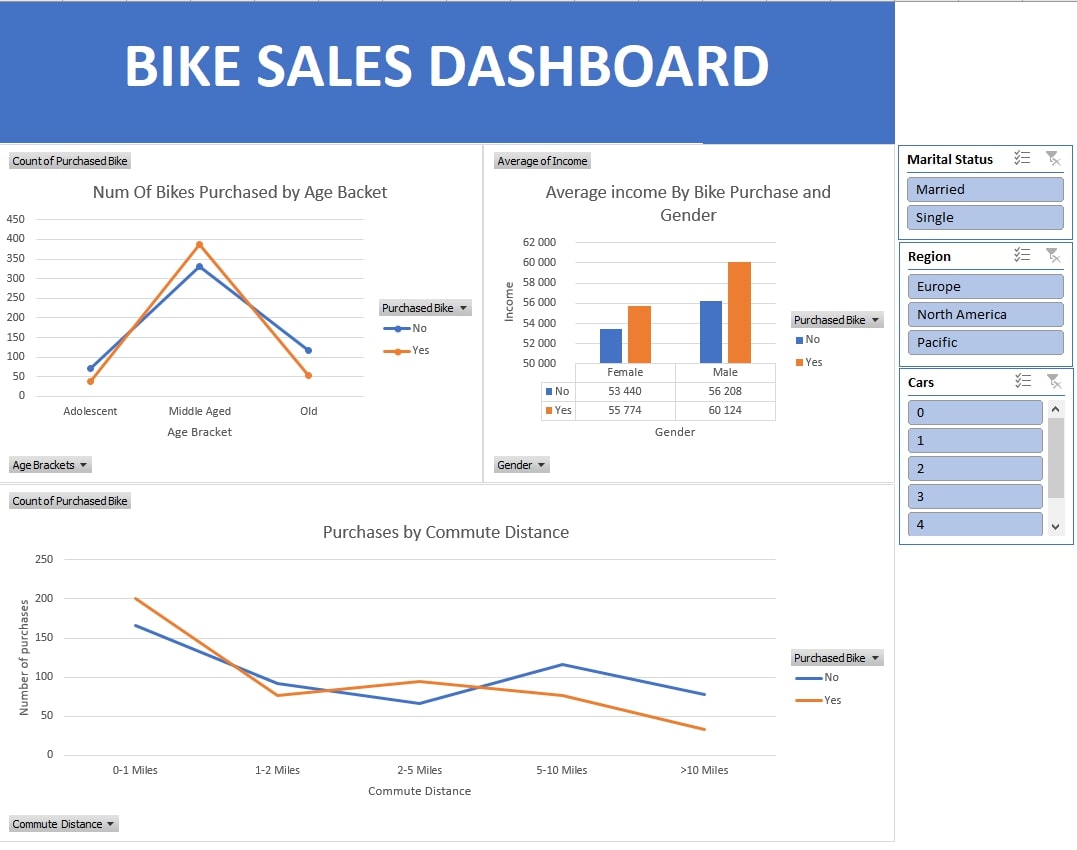 BIKE SALES DASHBOARD
Count of Purchased Bike
Num Of Bikes Purchased by Age Backet
450
400
350
300
250
200
150
100
50
0
Adolescent Middle Aged Old
Age Bracket
Purchased Bike
No
Yes
Age Brackets
Average of Income
Average income By Bike Purchase and
Gender
Income
62 000
60 000
58 000
56 000
54 000
52 000
50 000
Female Male
No 53 440 56 208
Yes 55 774 60 124
Gender
Purchased Bike
No
Yes
Gender
Marital Status
Married
Single
Region
Europe
North America
Pacific
Cars
0
1
2
3
4
Count of Purchased Bike
Purchases by Commute Distance
Number of purchases
250
200
150
100
50
0
0-1 Miles 1-2 Miles 2-5 Miles 5-10 Miles >10 Miles
Commute Distance
Purchased Bike
No
Yes
Commute Distance